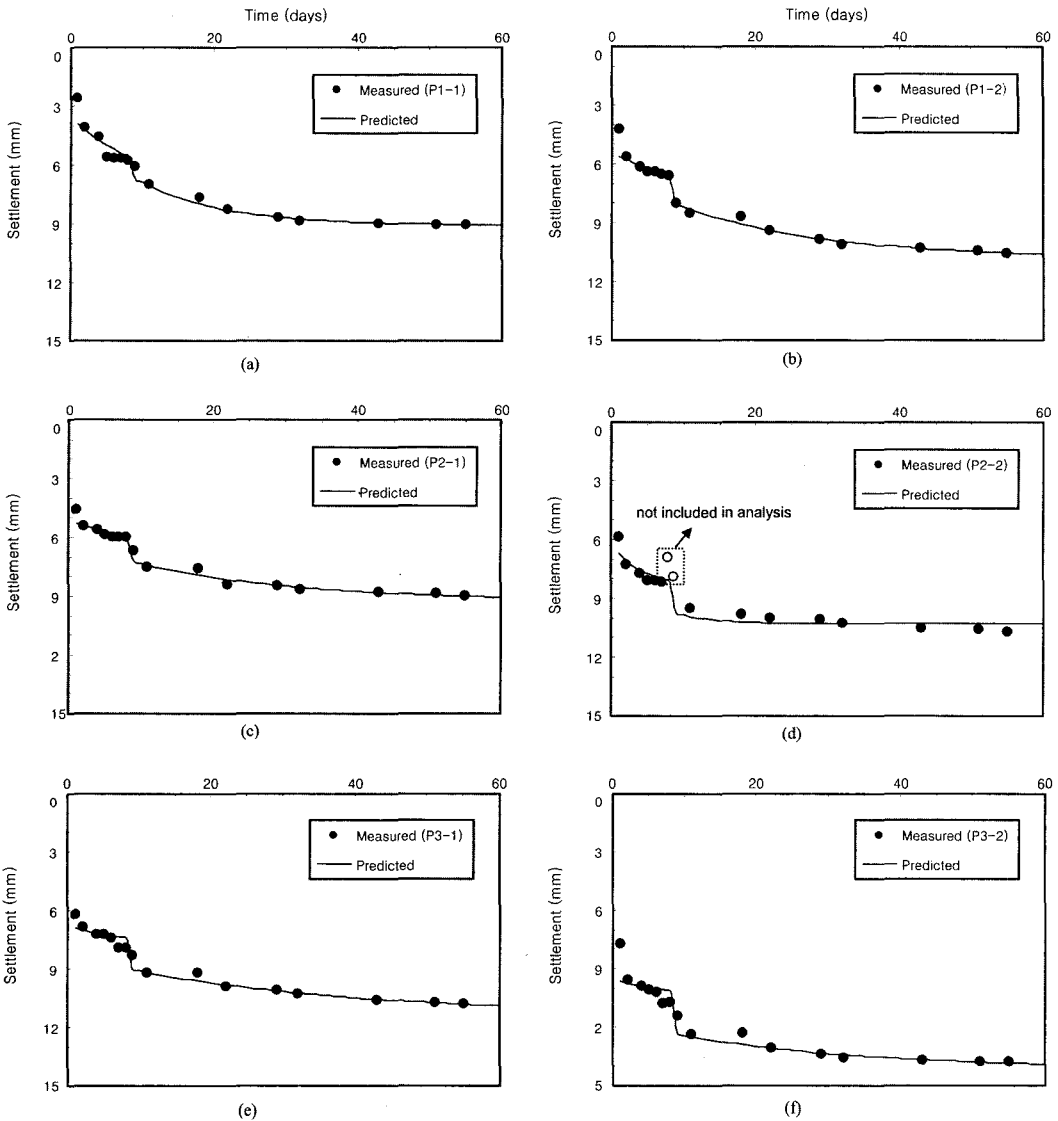 Time (days)
0 20 40 60
0
3
6
9
12
15
Settlement (mm)
Measured (P1-1)
Predicted
(a)
Time (days)
0 20 40 60
0
3
6
9
12
15
Settlement (mm)
Measured (P1-2)
Predicted
(b)
0 20 40 60
0
3
6
9
2
15
Settlement (mm)
Measured (P2-1)
Predicted
(c)
0 20 40 60
0
3
6
9
12
15
Settlement (mm)
Measured (P2-2)
Predicted
not included in analysis
(d)
0 20 40 60
0
3
6
9
12
15
Settlement (mm)
Measured (P3-1)
Predicted
(e)
0 20 40 60
0
3
6
9
2
5
Settlement (mm)
Measured (P3-2)
Predicted
(f)